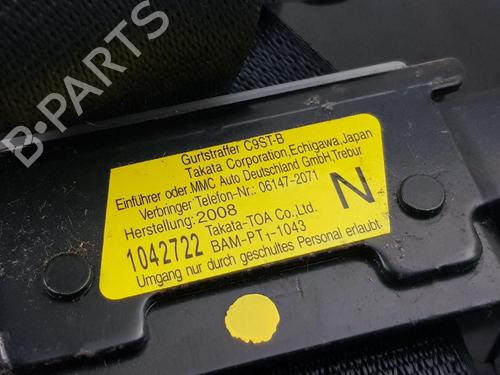 B-PARTS
Gurtstraffer C9ST-B
Takata Corporation,Echigawa,Japan
Einführer oder.MMC Auto Deutschland GmbH,Trebur
Verbringer Telefon-Nr.: 06147-2071
Herstellung: 2008
N
1042722 Takata-TOA Co.,Ltd.
BAM-PT1-1043
Umgang nur durch geschultes Personal erlaubt.
B-PARTS